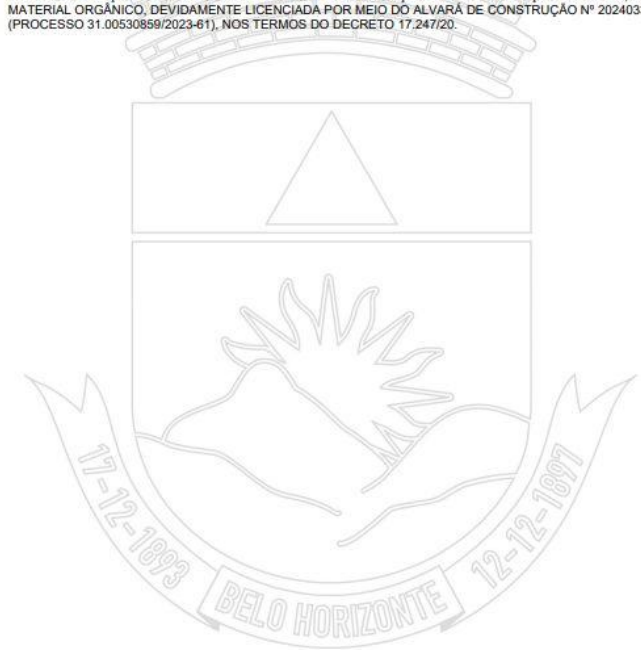 MATERIAL ORGÂNICO, DEVIDAMENTE LICENCIADA POR MEIO DO ALVARÁ DE CONSTRUÇÃO Nº 202403
(PROCESSO 31.00530859/2023-61), NOS TERMOS DO DECRETO 17.247/20.
17-12-1893
BELO HORIZONTE
12-12-1897